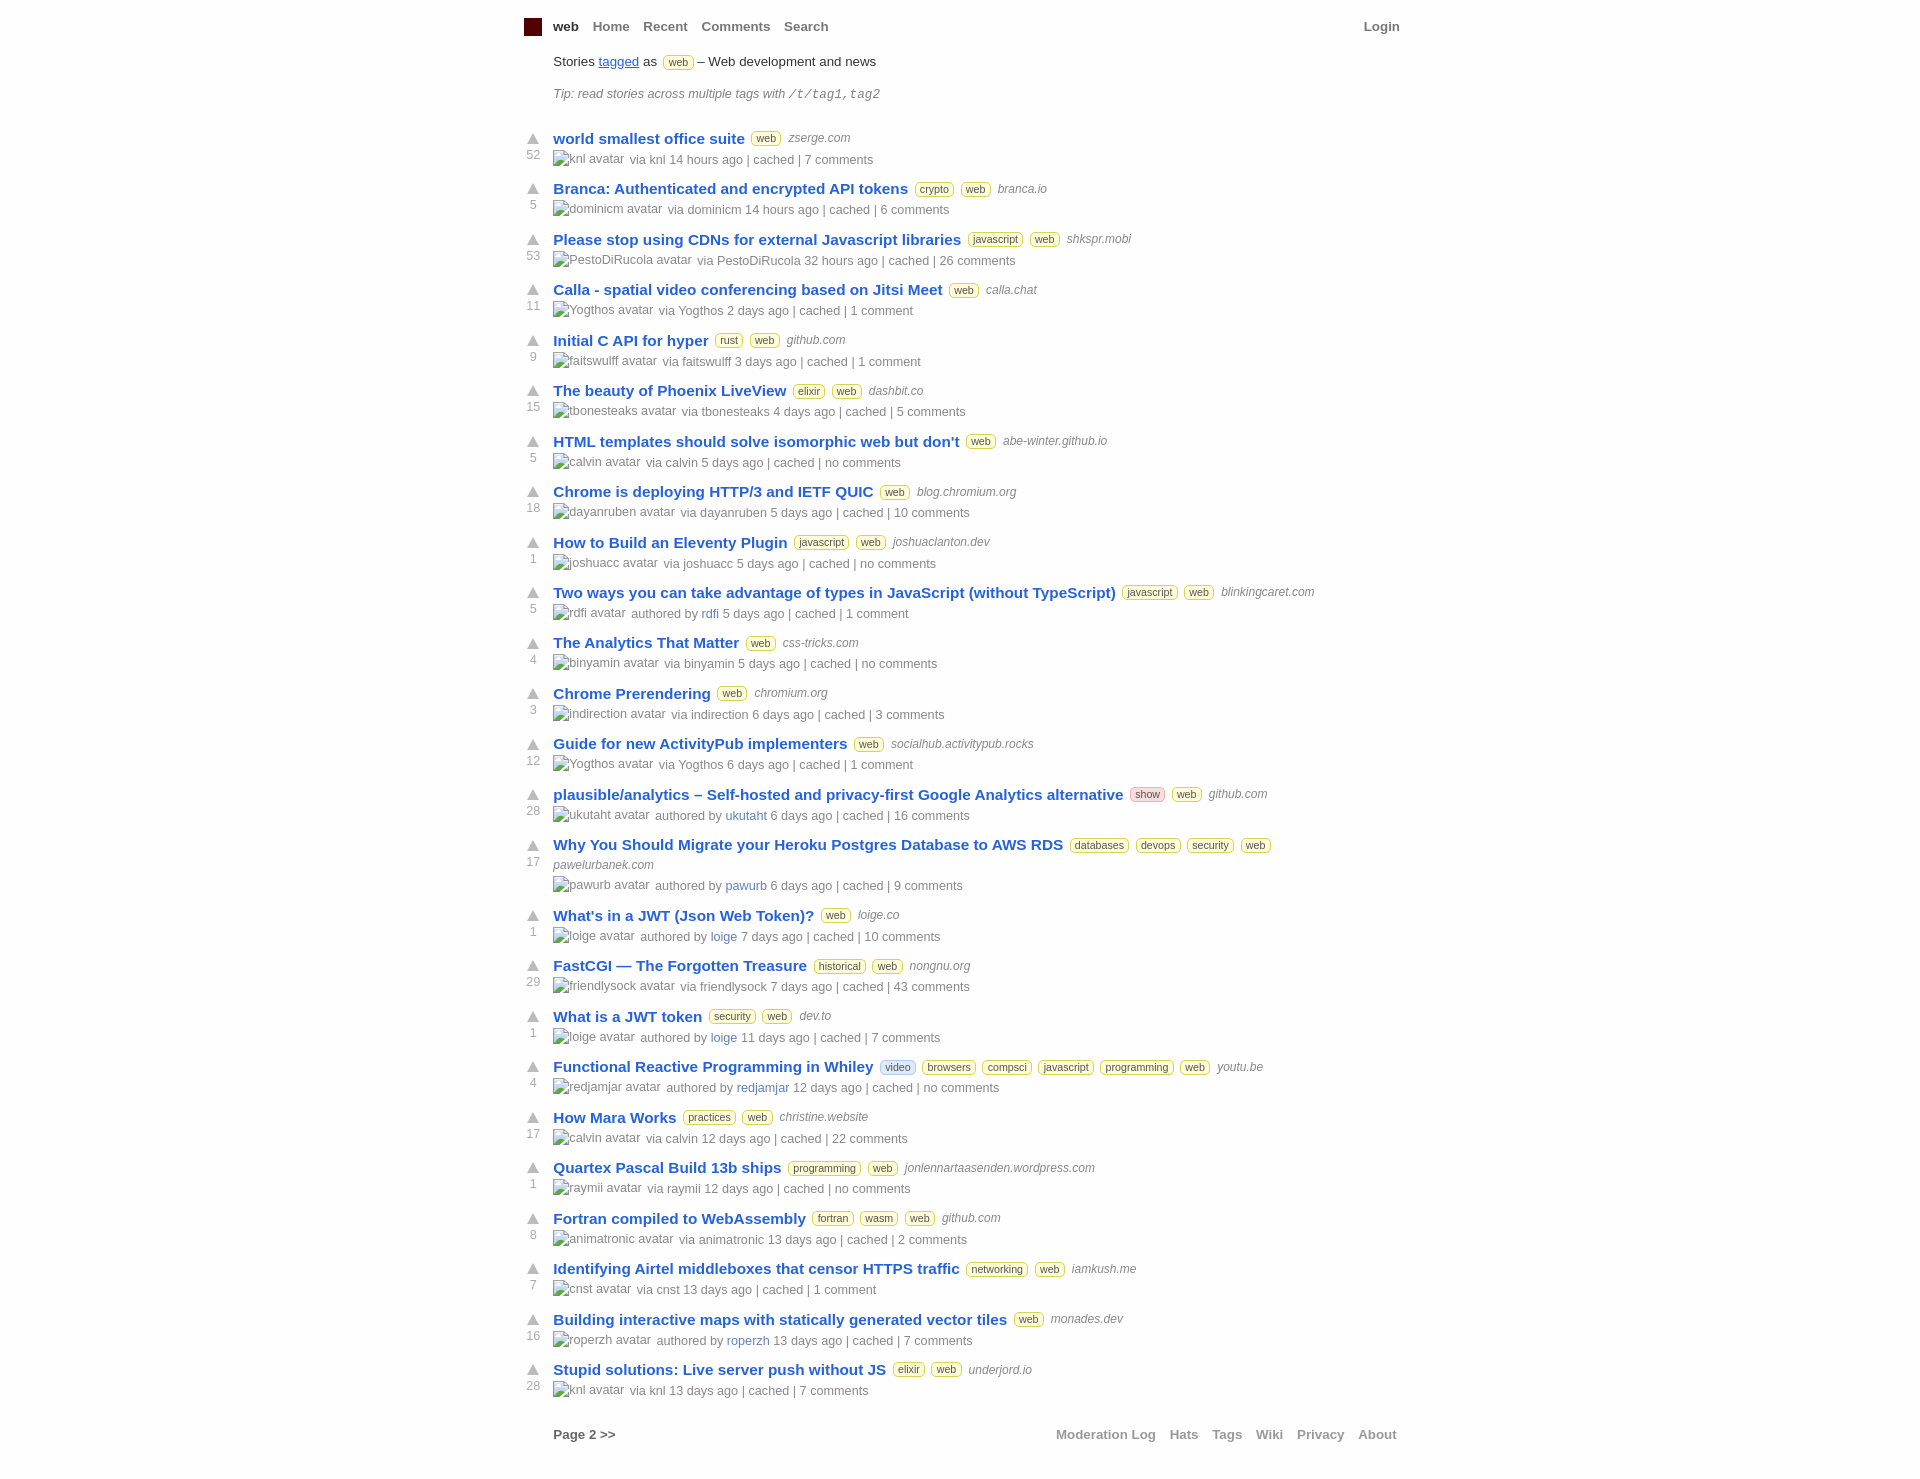 web Home Recent Comments Search Login
Stories tagged as web – Web development and news
Tip: read stories across multiple tags with /t/tag1,tag2
world smallest office suite web zserge.com
52 knl avatar via knl 14 hours ago | cached | 7 comments
Branca: Authenticated and encrypted API tokens crypto web branca.io
5 dominicm avatar via dominicm 14 hours ago | cached | 6 comments
Please stop using CDNs for external Javascript libraries javascript web shkspr.mobi
53 PestoDiRucola avatar via PestoDiRucola 32 hours ago | cached | 26 comments
Calla - spatial video conferencing based on Jitsi Meet web calla.chat
11 Yogthos avatar via Yogthos 2 days ago | cached | 1 comment
Initial C API for hyper rust web github.com
9 faitswulff avatar via faitswulff 3 days ago | cached | 1 comment
The beauty of Phoenix LiveView elixir web dashbit.co
15 tbonesteaks avatar via tbonesteaks 4 days ago | cached | 5 comments
HTML templates should solve isomorphic web but don't web abe-winter.github.io
5 calvin avatar via calvin 5 days ago | cached | no comments
Chrome is deploying HTTP/3 and IETF QUIC web blog.chromium.org
18 dayanruben avatar via dayanruben 5 days ago | cached | 10 comments
How to Build an Eleventy Plugin javascript web joshuaclanton.dev
1 joshuacc avatar via joshuacc 5 days ago | cached | no comments
Two ways you can take advantage of types in JavaScript (without TypeScript) javascript web blinkingcaret.com
5 rdfi avatar authored by rdfi 5 days ago | cached | 1 comment
The Analytics That Matter web css-tricks.com
4 binyamin avatar via binyamin 5 days ago | cached | no comments
Chrome Prerendering web chromium.org
3 indirection avatar via indirection 6 days ago | cached | 3 comments
Guide for new ActivityPub implementers web socialhub.activitypub.rocks
12 Yogthos avatar via Yogthos 6 days ago | cached | 1 comment
plausible/analytics – Self-hosted and privacy-first Google Analytics alternative show web github.com
28 ukutaht avatar authored by ukutaht 6 days ago | cached | 16 comments
Why You Should Migrate your Heroku Postgres Database to AWS RDS databases devops security web
17 pawelurbanek.com
pawurb avatar authored by pawurb 6 days ago | cached | 9 comments
What's in a JWT (Json Web Token)? web loige.co
1 loige avatar authored by loige 7 days ago | cached | 10 comments
FastCGI — The Forgotten Treasure historical web nongnu.org
29 friendlysock avatar via friendlysock 7 days ago | cached | 43 comments
What is a JWT token security web dev.to
1 loige avatar authored by loige 11 days ago | cached | 7 comments
Functional Reactive Programming in Whiley video browsers compsci javascript programming web youtu.be
4 redjamjar avatar authored by redjamjar 12 days ago | cached | no comments
How Mara Works practices web christine.website
17 calvin avatar via calvin 12 days ago | cached | 22 comments
Quartex Pascal Build 13b ships programming web jonlennartaasenden.wordpress.com
1 raymii avatar via raymii 12 days ago | cached | no comments
Fortran compiled to WebAssembly fortran wasm web github.com
8 animatronic avatar via animatronic 13 days ago | cached | 2 comments
Identifying Airtel middleboxes that censor HTTPS traffic networking web iamkush.me
7 cnst avatar via cnst 13 days ago | cached | 1 comment
Building interactive maps with statically generated vector tiles web monades.dev
16 roperzh avatar authored by roperzh 13 days ago | cached | 7 comments
Stupid solutions: Live server push without JS elixir web underjord.io
28 knl avatar via knl 13 days ago | cached | 7 comments
Page 2 >> Moderation Log Hats Tags Wiki Privacy About